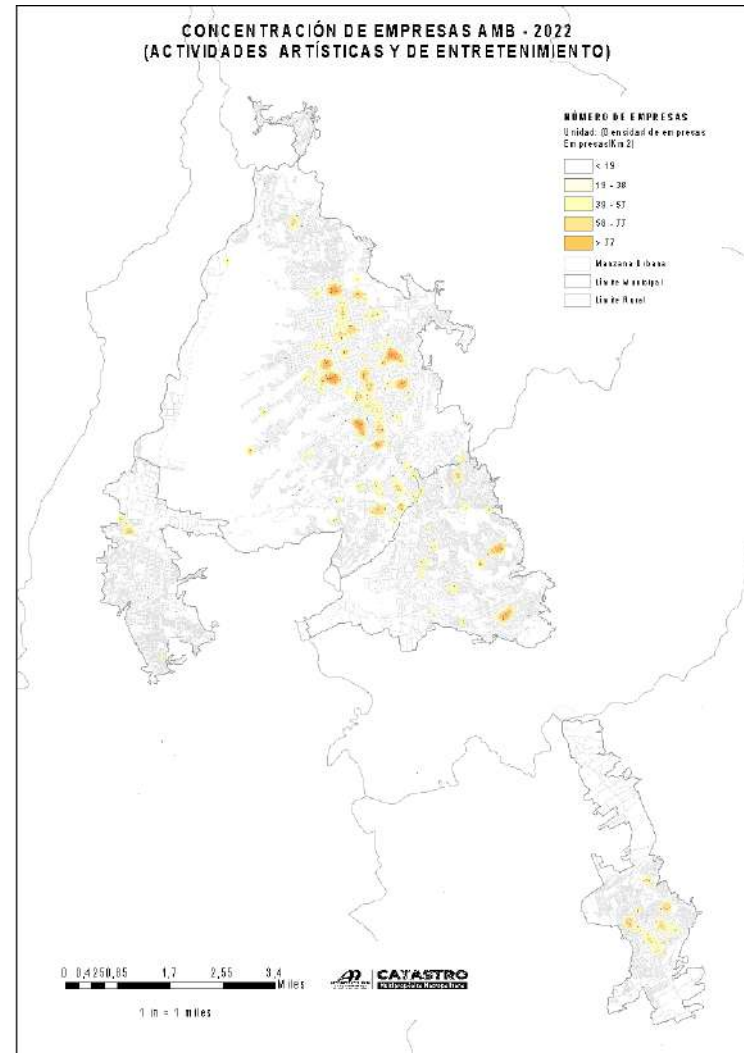 CONCENTRACIÓN DE EMPRESAS AMB - 2022
(ACTIVIDADES ARTÍSTICAS Y DE ENTRETENIMIENTO)
NÚMERO DE EMPRESAS
Unidad: (Densidad de empresas
Empresas/Km2)
< 19
19 - 38
39 - 57
58 - 77
> 77
Manzana Urbana
Límite Municipal
Límite Rural
0 0,425 0,85 1,7 2,55 3,4
Miles
CATASTRO
Multipropósito Metropolitano
1 in = 1 miles